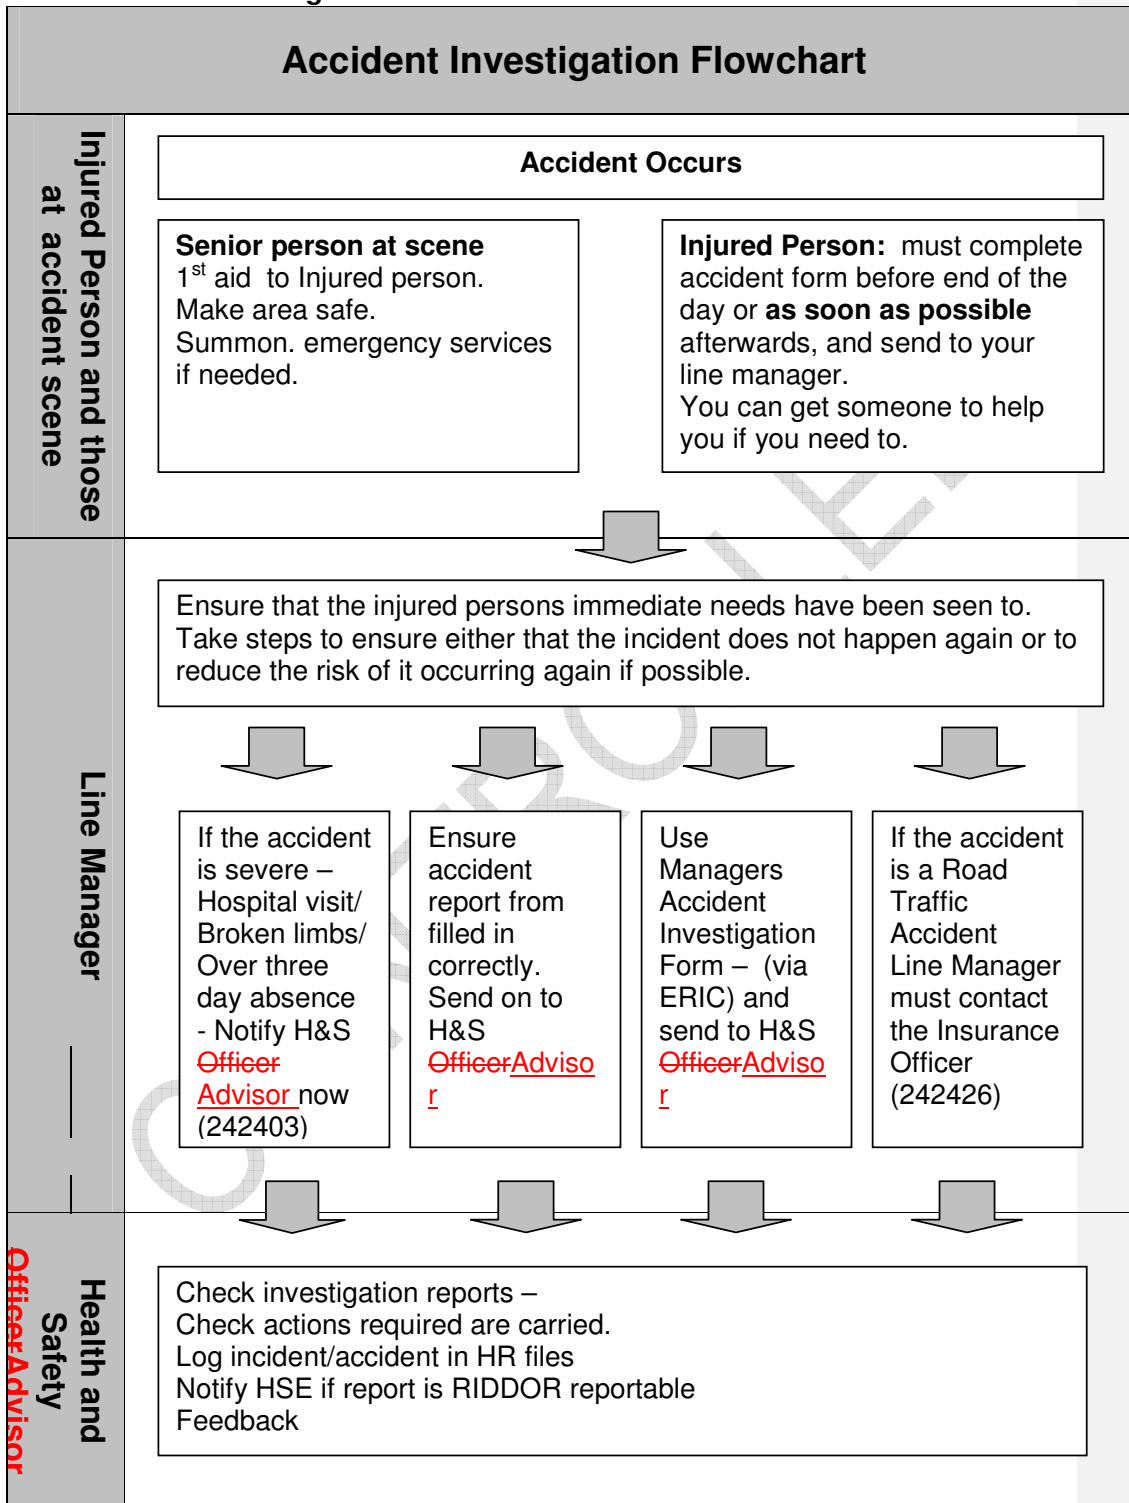 Accident Investigation Flowchart
Injured Person and those
at accident scene
Accident Occurs
Senior person at scene
1st aid to Injured person.
Make area safe.
Summon. emergency services
if needed.
Injured Person: must complete
accident form before end of the
day or as soon as possible
afterwards, and send to your
line manager.
You can get someone to help
you if you need to.
Line Manager
Ensure that the injured persons immediate needs have been seen to.
Take steps to ensure either that the incident does not happen again or to
reduce the risk of it occurring again if possible.
If the accident
is severe –
Hospital visit/
Broken limbs/
Over three
day absence
- Notify H&S
Officer
Advisor now
(242403)
Ensure
accident
report from
filled in
correctly.
Send on to
H&S
OfficerAdviso
r
Use
Managers
Accident
Investigation
Form – (via
ERIC) and
send to H&S
OfficerAdviso
r
If the accident
is a Road
Traffic
Accident
Line Manager
must contact
the Insurance
Officer
(242426)
Health and
Safety
OfficerAdvisor
Check investigation reports –
Check actions required are carried.
Log incident/accident in HR files
Notify HSE if report is RIDDOR reportable
Feedback